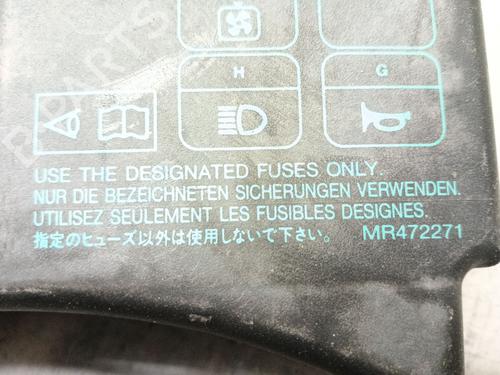 H
G
USE THE DESIGNATED FUSES ONLY.
NUR DIE BEZEICHNETEN SICHERUNGEN VERWENDEN.
UTILISEZ SEULEMENT LES FUSIBLES DESIGNES.
指定のヒューズ以外は使用しないで下さい。 MR472271